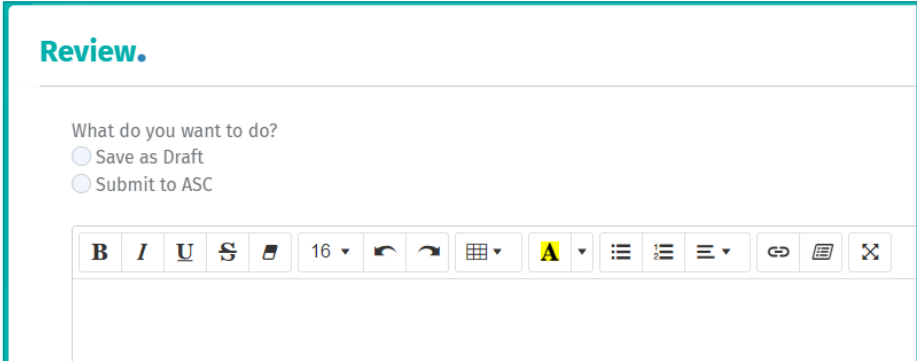 Review.
What do you want to do?
Save as Draft
Submit to ASC
B I U S 16 A